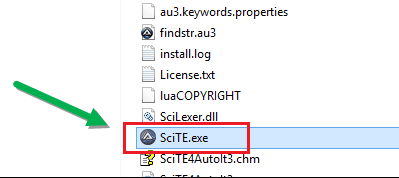 au3.keywords.properties
findstr.au3
install.log
License.txt
luaCOPYRIGHT
SciLexer.dll
SciTE.exe
SciTE4AutoIt3.chm